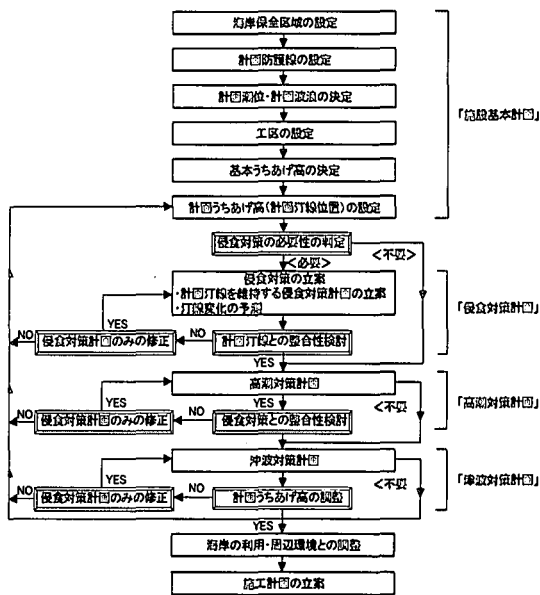 海岸保全区域の設定
計画防護線の設定
計画潮位・計画波浪の決定
工区の設定
基本うちあげ高の決定
計画うちあげ高(計画汀線位置)の設定
「施設基本計画」
侵食対策の必要性の判定
<必要>
<不要>
侵食対策の立案
・計画汀線を維持する侵食対策計画の立案
・汀線変化の予測
「侵食対策計画」
YES
NO
侵食対策計画のみの修正
NO
計画汀線との整合性検討
YES
高潮対策計画
YES
YES
<不要>
「高潮対策計画」
NO
侵食対策計画のみの修正
NO
侵食対策との整合性検討
沖波対策計画
YES
<不要>
「津波対策計画」
NO
侵食対策計画のみの修正
NO
計画うちあげ高の調整
YES
海岸の利用・周辺環境との調整
施工計画の立案